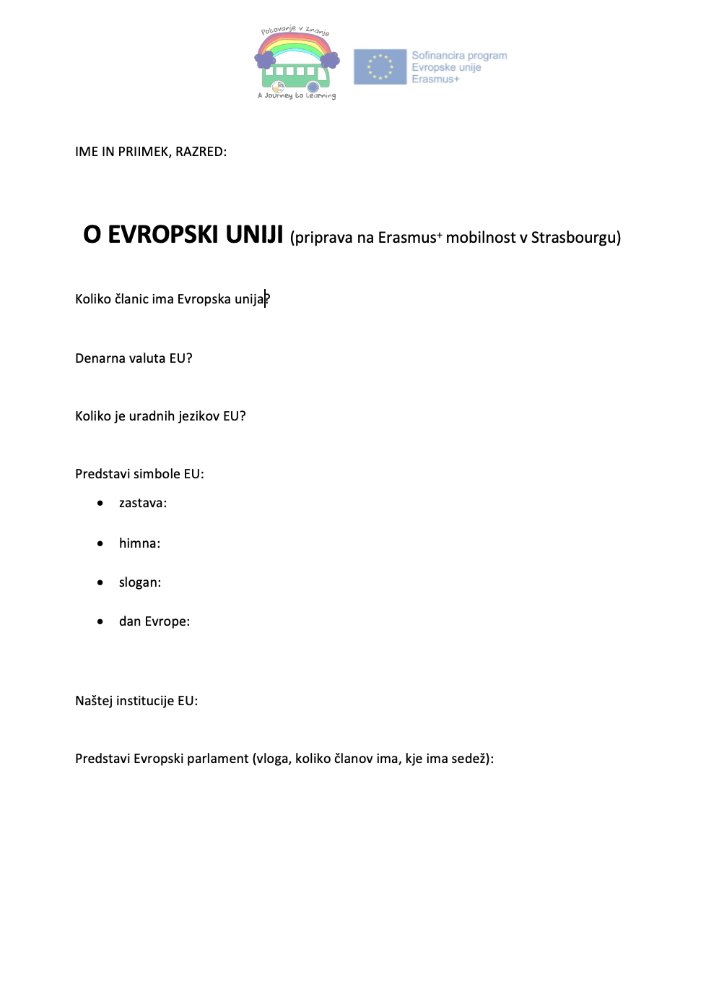 Potovanje v znanje
A Journey to Learning
Sofinancira program
Evropske unije
Erasmus+
IME IN PRIIMEK, RAZRED:
O EVROPSKI UNIJI (priprava na Erasmus+ mobilnost v Strasbourgu)
Koliko članic ima Evropska unija?
Denarna valuta EU?
Koliko je uradnih jezikov EU?
Predstavi simbole EU:
• zastava:
• himna:
• slogan:
• dan Evrope:
Naštej institucije EU:
Predstavi Evropski parlament (vloga, koliko članov ima, kje ima sedež):